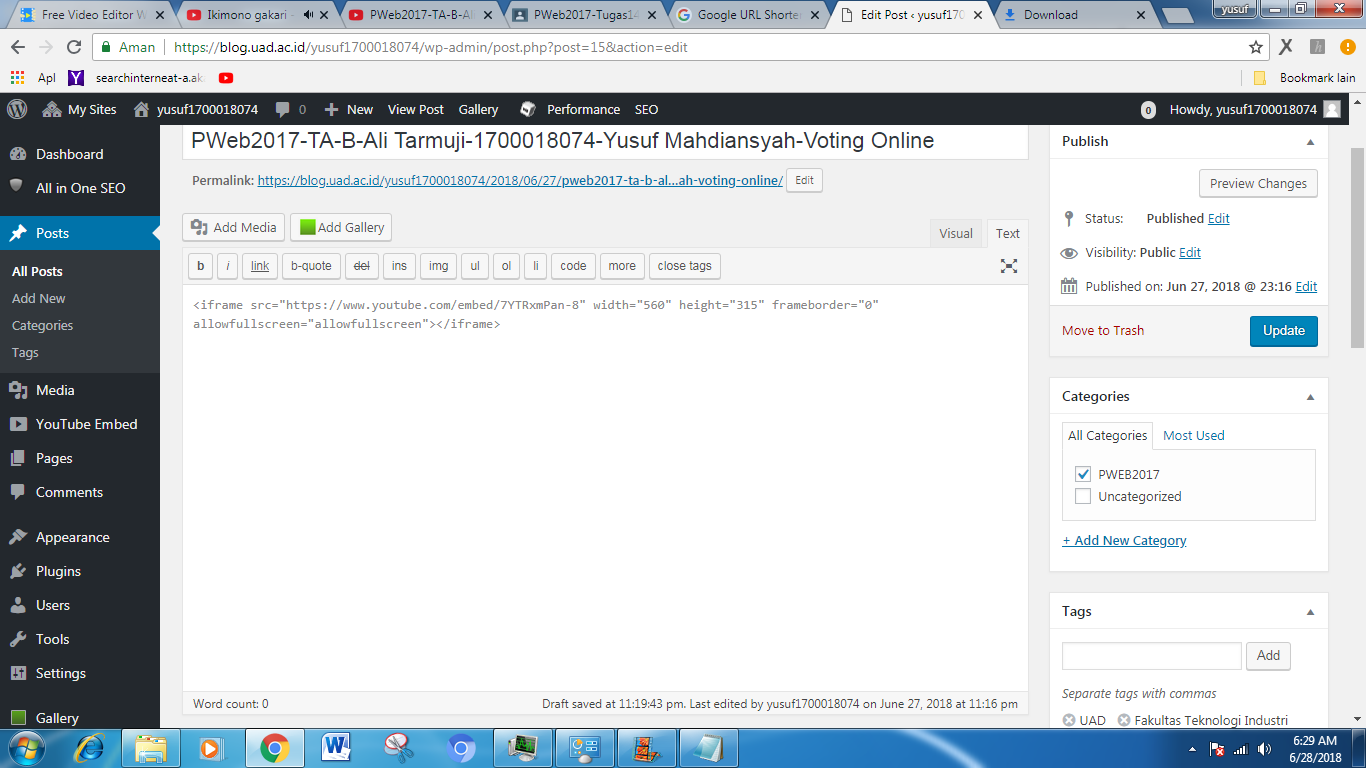 Free Video Editor W
Ikimono gakari -
PWeb2017-TA-B-Al
PWeb2017-Tugas14
Google URL Shorte
Edit Post ‹ yusuf170
Download
yusuf
Aman
https://blog.uad.ac.id/yusuf1700018074/wp-admin/post.php?post=15&action=edit
Apl
searchinterneat-a.ak
Bookmark lain
My Sites
yusuf1700018074
0
New
View Post
Gallery
Performance
SEO
0
Howdy, yusuf1700018074
Dashboard
All in One SEO
Posts
All Posts
Add New
Categories
Tags
Media
YouTube Embed
Pages
Comments
Appearance
Plugins
Users
Tools
Settings
Gallery
PWeb2017-TA-B-Ali Tarmuji-1700018074-Yusuf Mahdiansyah-Voting Online
Permalink: https://blog.uad.ac.id/yusuf1700018074/2018/06/27/pweb2017-ta-b-al…ah-voting-online/ Edit
Add Media
Add Gallery
Visual
Text
b
i
link
b-quote
del
ins
img
ul
ol
li
code
more
close tags
<iframe src="https://www.youtube.com/embed/7YTRxmPan-8" width="560" height="315" frameborder="0"
allowfullscreen="allowfullscreen"></iframe>
Word count: 0
Draft saved at 11:19:43 pm. Last edited by yusuf1700018074 on June 27, 2018 at 11:16 pm
Publish
Preview Changes
Status: Published Edit
Visibility: Public Edit
Published on: Jun 27, 2018 @ 23:16 Edit
Move to Trash
Update
Categories
All Categories
Most Used
PWEB2017
Uncategorized
+ Add New Category
Tags
Add
Separate tags with commas
UAD
Fakultas Teknologi Industri
6:29 AM
6/28/2018